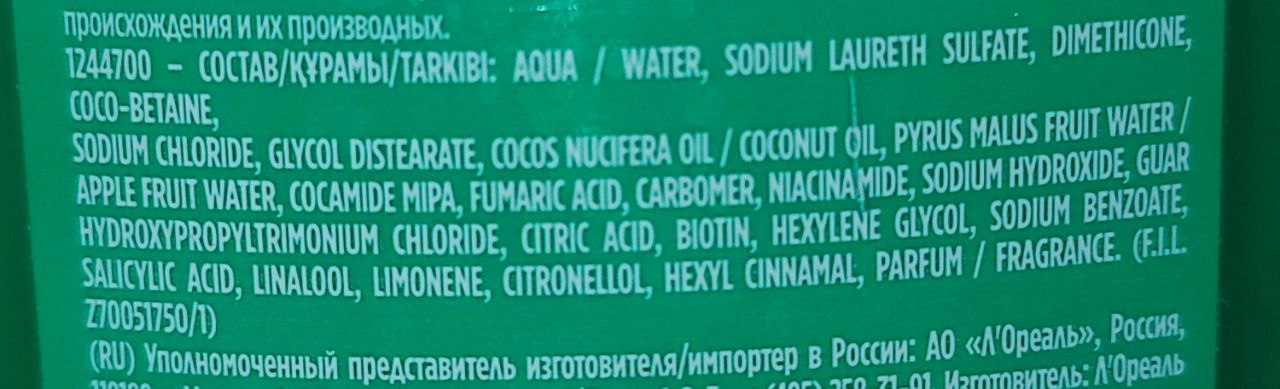 происхождения и их производных.
1244700 – СОСТАВ/ҚҰРАМЫ/TARKIBI: AQUA / WATER, SODIUM LAURETH SULFATE, DIMETHICONE,
COCO-BETAINE,
SODIUM CHLORIDE, GLYCOL DISTEARATE, COCOS NUCIFERA OIL / COCONUT OIL, PYRUS MALUS FRUIT WATER /
APPLE FRUIT WATER, COCAMIDE MIPA, FUMARIC ACID, CARBOMER, NIACINAMIDE, SODIUM HYDROXIDE, GUAR
HYDROXYPROPYLTRIMONIUM CHLORIDE, CITRIC ACID, BIOTIN, HEXYLENE GLYCOL, SODIUM BENZOATE,
SALICYLIC ACID, LINALOOL, LIMONENE, CITRONELLOL, HEXYL CINNAMAL, PARFUM / FRAGRANCE. (F.I.L.
Z70051750/1)
(RU) Уполномоченный представитель изготовителя/импортер в России: АО «Л'Ореаль», Россия,
Изготовитель: Л'Ореаль